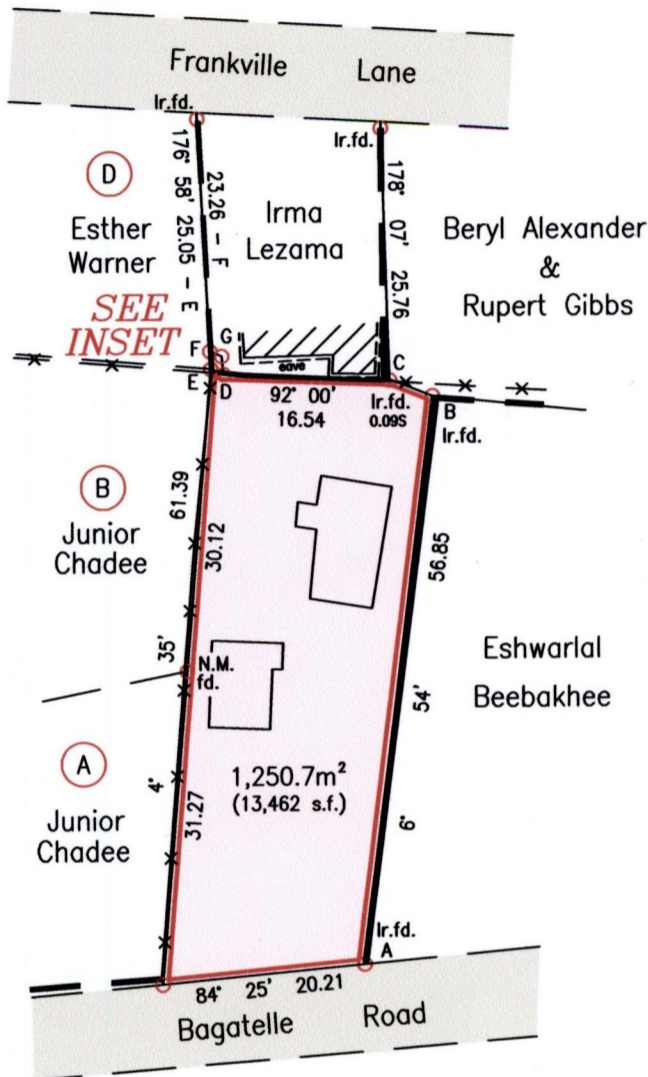 Frankville Lane
Ir.fd.
Ir.fd.
D
Esther
Warner
176° 58' 25.05 - E
23.26 - F
Irma
Lezama
178° 07' 25.76
Beryl Alexander
&
Rupert Gibbs
SEE
INSET
F
G
eave
C
E
D
92° 00'
16.54
Ir.fd.
0.09S
B
Ir.fd.
B
Junior
Chadee
61.39
30.12
56.85
35'
N.M.
fd.
Eshwarlal
Beebakhee
54'
A
Junior
Chadee
4°
31.27
1,250.7m²
(13,462 s.f.)
6°
Ir.fd.
A
84° 25' 20.21
Bagatelle Road